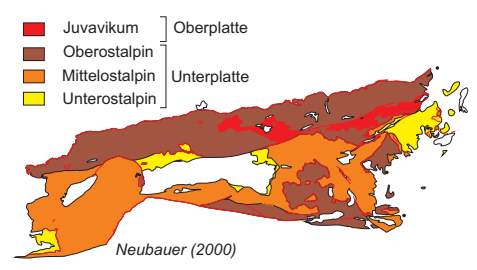 Juvavikum Oberplatte
Oberostalpin
Mittelostalpin Unterplatte
Unterostalpin
Neubauer (2000)